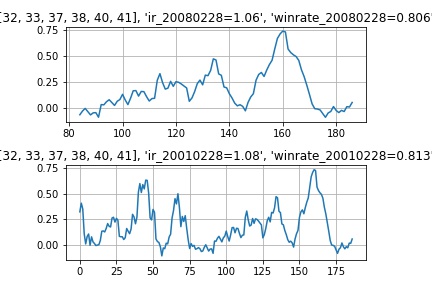 [32, 33, 37, 38, 40, 41], 'ir_20080228=1.06', 'winrate_20080228=0.806'
0.75
0.50
0.25
0.00
80 100 120 140 160 180
[32, 33, 37, 38, 40, 41], 'ir_20010228=1.08', 'winrate_20010228=0.813'
0.75
0.50
0.25
0.00
0 25 50 75 100 125 150 175